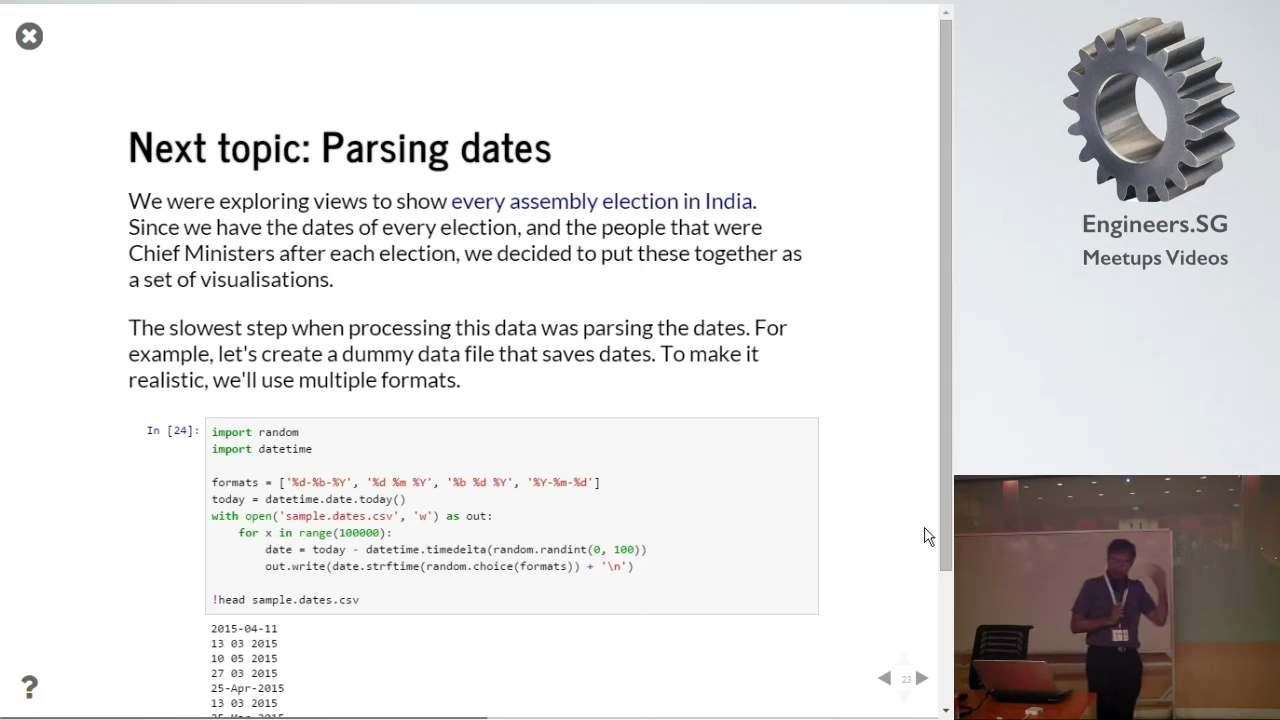 Next topic: Parsing dates
We were exploring views to show every assembly election in India.
Since we have the dates of every election, and the people that were
Chief Ministers after each election, we decided to put these together as
a set of visualisations.
The slowest step when processing this data was parsing the dates. For
example, let's create a dummy data file that saves dates. To make it
realistic, we'll use multiple formats.
In [24]:
import random
import datetime
formats = ['%d-%b-%Y', '%d %m %Y', '%b %d %Y', '%Y-%m-%d']
today = datetime.date.today()
with open('sample.dates.csv', 'w') as out:
for x in range(100000):
date = today - datetime.timedelta(random.randint(0, 100))
out.write(date.strftime(random.choice(formats)) + '\n')
!head sample.dates.csv
2015-04-11
13 03 2015
10 05 2015
27 03 2015
25-Apr-2015
13 03 2015
?
23
Engineers.SG
Meetups Videos